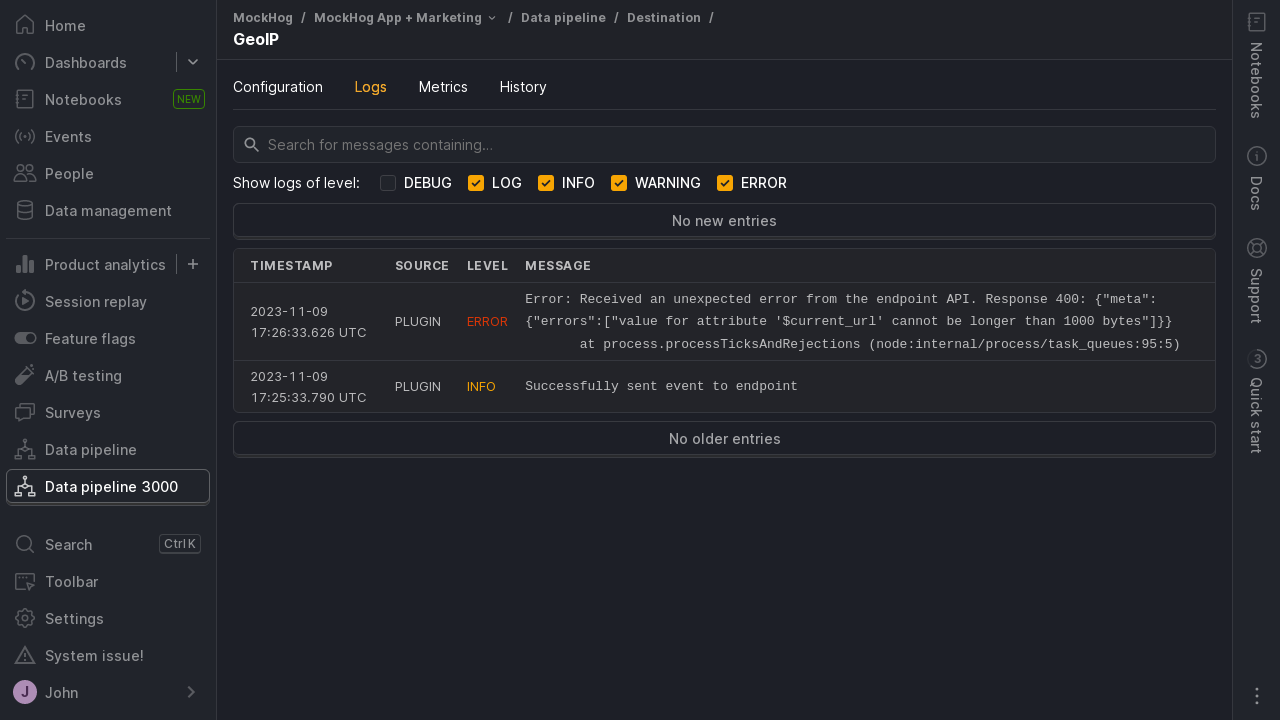 Home
Dashboards
Notebooks NEW
Events
People
Data management
Product analytics
Session replay
Feature flags
A/B testing
Surveys
Data pipeline
Data pipeline 3000
Search Ctrl K
Toolbar
Settings
System issue!
J John
MockHog / MockHog App + Marketing / Data pipeline / Destination /
GeoIP
Configuration Logs Metrics History
Search for messages containing…
Show logs of level: DEBUG LOG INFO WARNING ERROR
No new entries
TIMESTAMP SOURCE LEVEL MESSAGE
2023-11-09
17:26:33.626 UTC
PLUGIN
ERROR
Error: Received an unexpected error from the endpoint API. Response 400: {"meta":
{"errors":["value for attribute '$current_url' cannot be longer than 1000 bytes"]}}
at process.processTicksAndRejections (node:internal/process/task_queues:95:5)
2023-11-09
17:25:33.790 UTC
PLUGIN
INFO
Successfully sent event to endpoint
No older entries
Notebooks
Docs
Support
3
Quick start